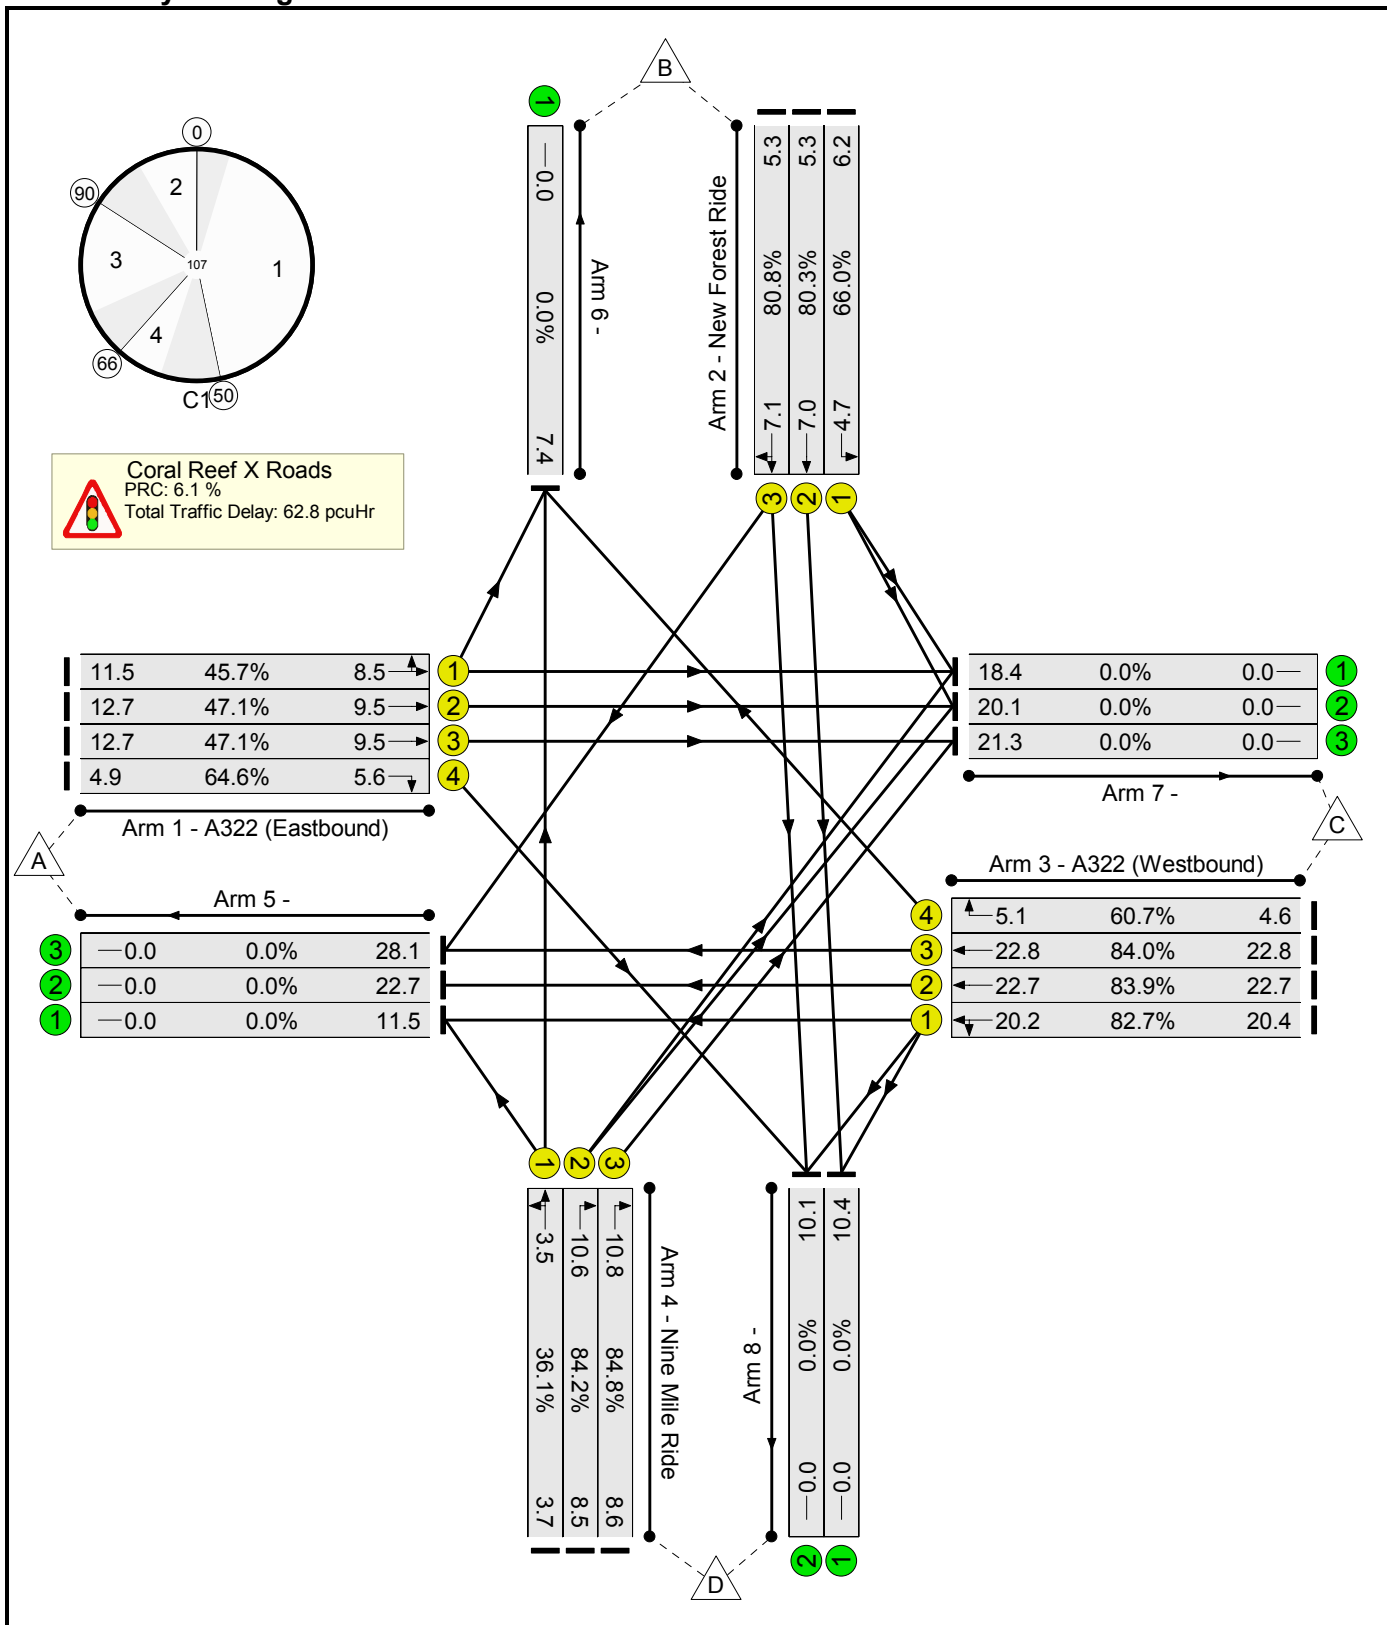 B
0
90
2
3
107
1
4
66
50
C1
Coral Reef X Roads
PRC: 6.1 %
Total Traffic Delay: 62.8 pcuHr
1
0.0
0.0%
7.4
Arm 6 -
Arm 2 - New Forest Ride
5.3 80.8% 7.1
5.3 80.3% 7.0
6.2 66.0% 4.7
3 2 1
11.5 45.7% 8.5 1
12.7 47.1% 9.5 2
12.7 47.1% 9.5 3
4.9 64.6% 5.6 4
Arm 1 - A322 (Eastbound)
A
Arm 5 -
3 0.0 0.0% 28.1
2 0.0 0.0% 22.7
1 0.0 0.0% 11.5
18.4 0.0% 0.0 1
20.1 0.0% 0.0 2
21.3 0.0% 0.0 3
Arm 7 -
C
Arm 3 - A322 (Westbound)
4 5.1 60.7% 4.6
3 22.8 84.0% 22.8
2 22.7 83.9% 22.7
1 20.2 82.7% 20.4
1 2 3
3.5 36.1% 3.7
10.6 84.2% 8.5
10.8 84.8% 8.6
Arm 4 - Nine Mile Ride
Arm 8 -
10.1 0.0% 0.0
10.4 0.0% 0.0
2 1
D